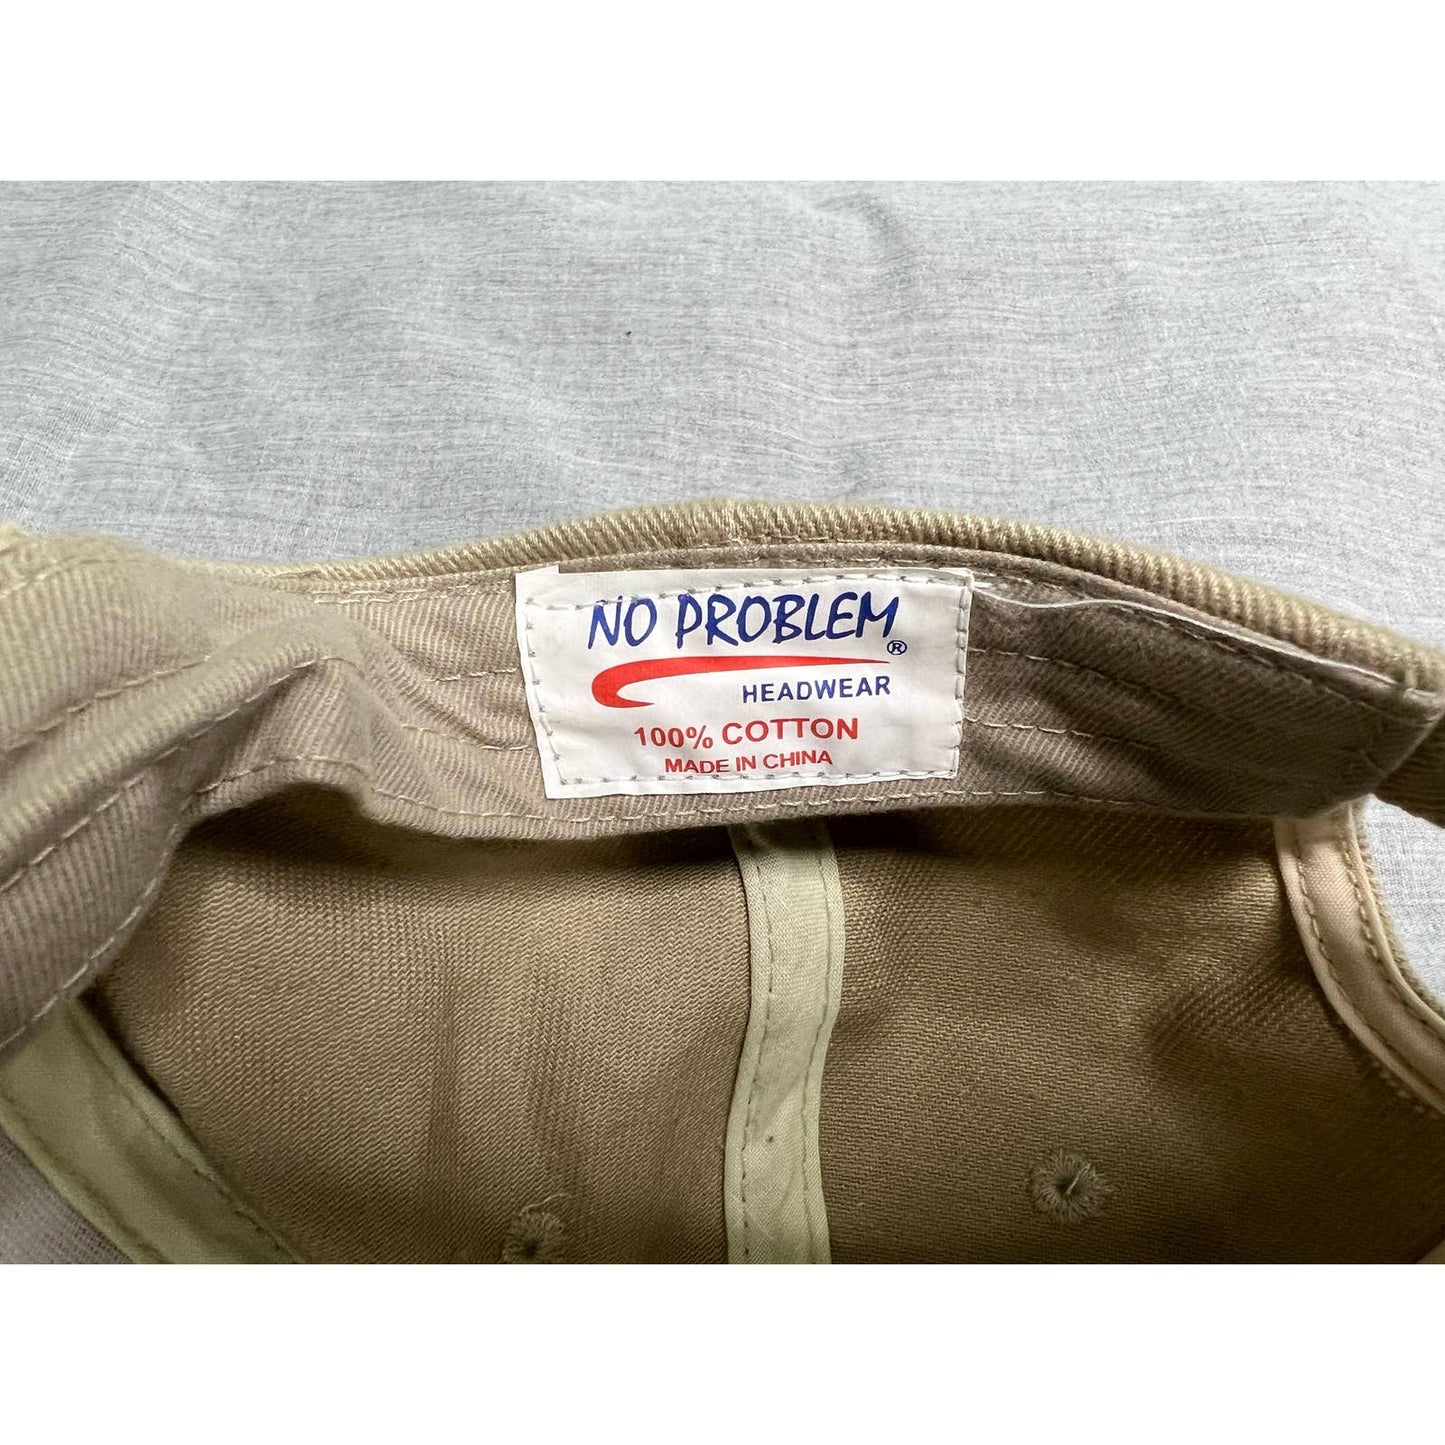 NO PROBLEM
®
HEADWEAR
100% COTTON
MADE IN CHINA